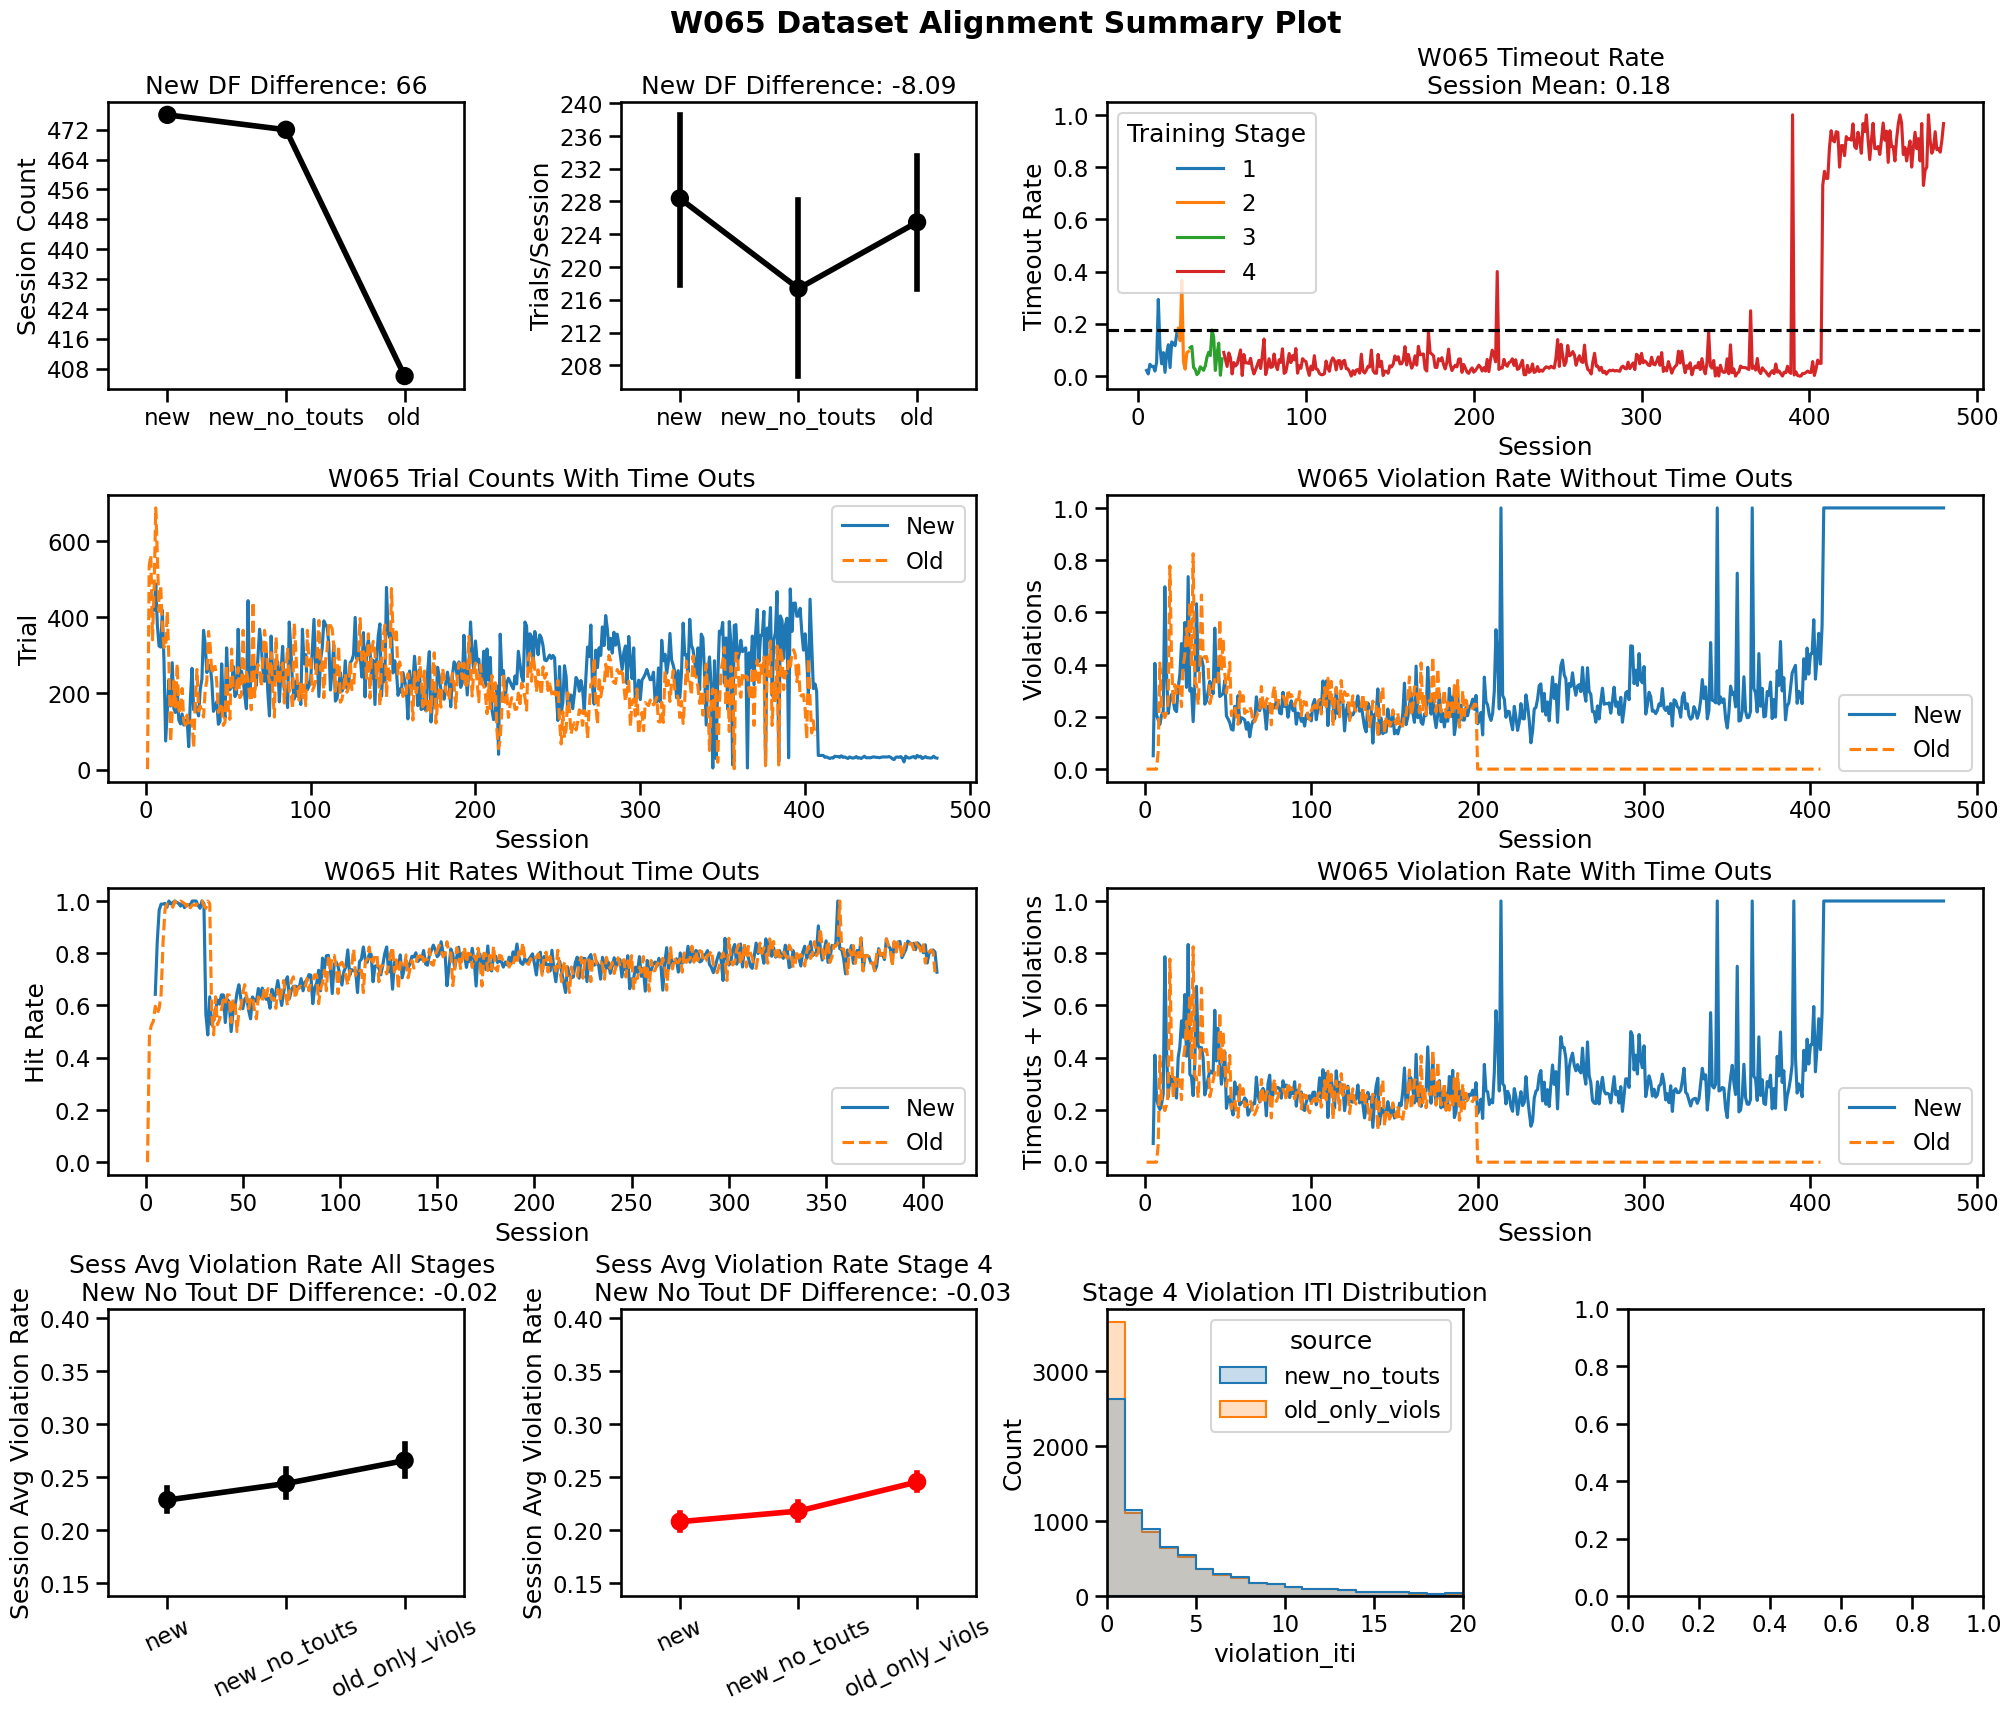 W065 Dataset Alignment Summary Plot
New DF Difference: 66
Session Count
472
464
456
448
440
432
424
416
408
new new_no_touts old
New DF Difference: -8.09
Trials/Session
240
236
232
228
224
220
216
212
208
new new_no_touts old
W065 Timeout Rate
Session Mean: 0.18
Timeout Rate
1.0
0.8
0.6
0.4
0.2
0.0
Training Stage
1
2
3
4
0 100 200 300 400 500
Session
W065 Trial Counts With Time Outs
Trial
600
400
200
0
New
Old
0 100 200 300 400 500
Session
W065 Violation Rate Without Time Outs
Violations
1.0
0.8
0.6
0.4
0.2
0.0
New
Old
0 100 200 300 400 500
Session
W065 Hit Rates Without Time Outs
Hit Rate
1.0
0.8
0.6
0.4
0.2
0.0
New
Old
0 50 100 150 200 250 300 350 400
Session
W065 Violation Rate With Time Outs
Timeouts + Violations
1.0
0.8
0.6
0.4
0.2
0.0
New
Old
0 100 200 300 400 500
Session
Sess Avg Violation Rate All Stages
New No Tout DF Difference: -0.02
Session Avg Violation Rate
0.40
0.35
0.30
0.25
0.20
0.15
new new_no_touts old_only_viols
Sess Avg Violation Rate Stage 4
New No Tout DF Difference: -0.03
Session Avg Violation Rate
0.40
0.35
0.30
0.25
0.20
0.15
new new_no_touts old_only_viols
Stage 4 Violation ITI Distribution
Count
3000
2000
1000
0
source
new_no_touts
old_only_viols
0 5 10 15 20
violation_iti
1.0
0.8
0.6
0.4
0.2
0.0
0.0 0.2 0.4 0.6 0.8 1.0